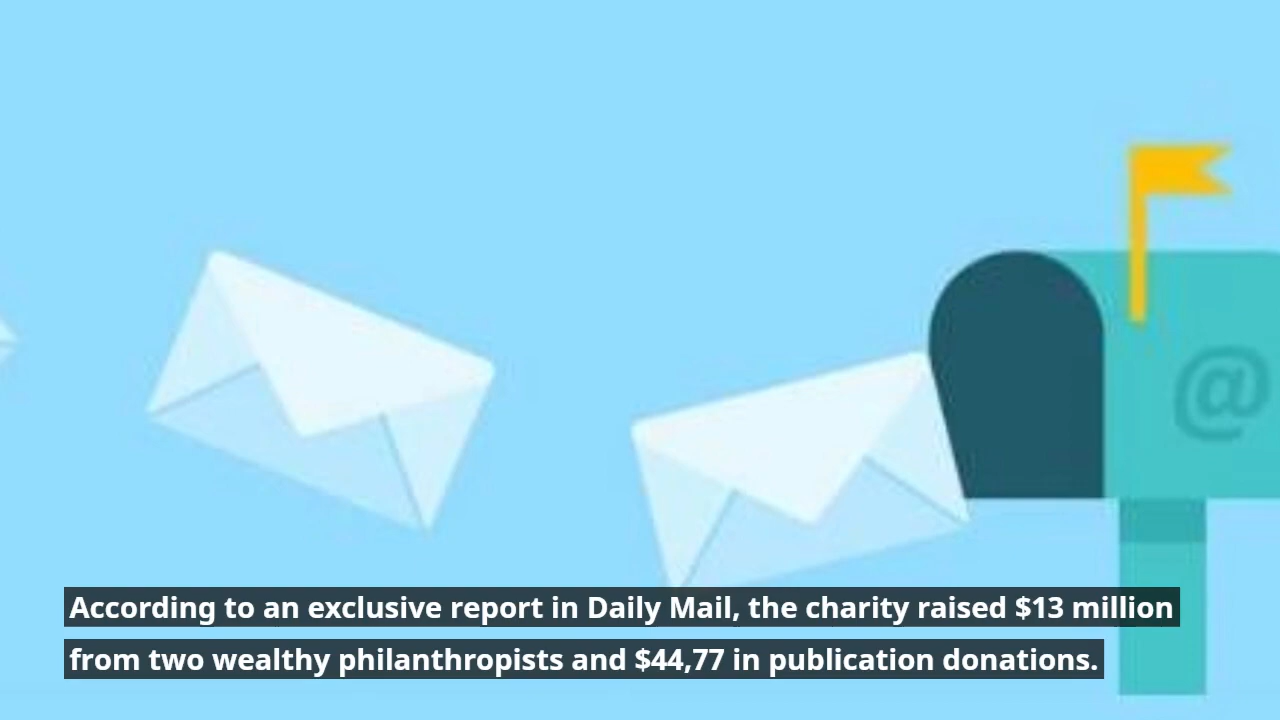 @
According to an exclusive report in Daily Mail, the charity raised $13 million
from two wealthy philanthropists and $44,77 in publication donations.